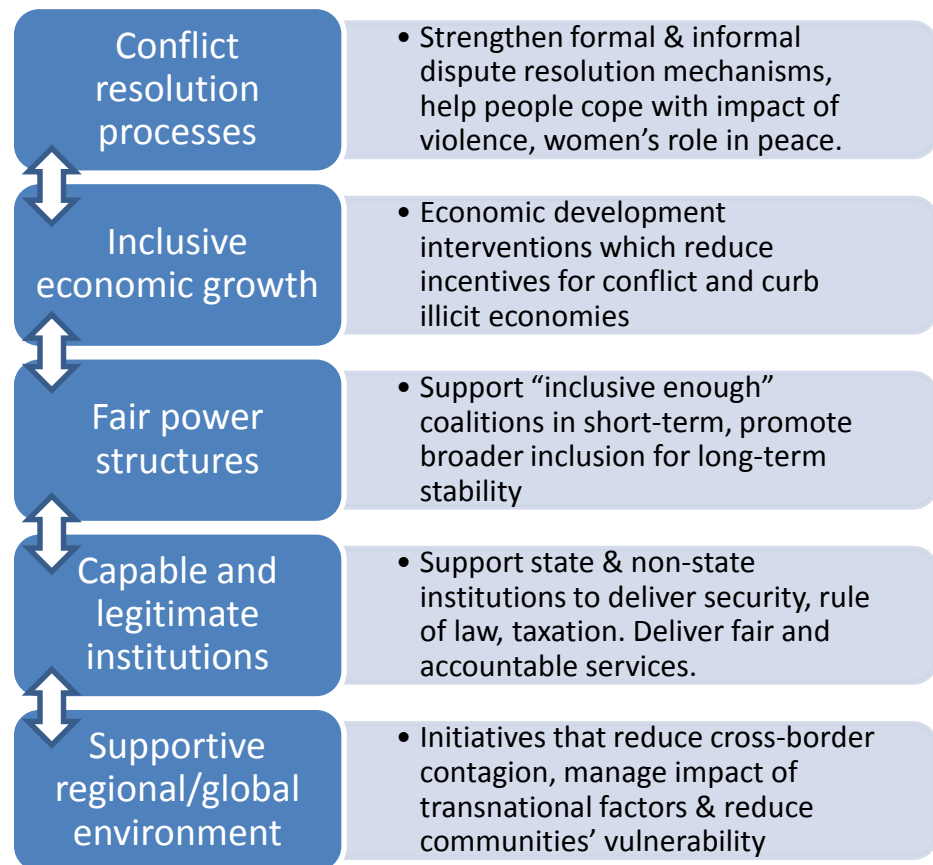 Conflict
resolution
processes
• Strengthen formal & informal
dispute resolution mechanisms,
help people cope with impact of
violence, women’s role in peace.
Inclusive
economic growth
• Economic development
interventions which reduce
incentives for conflict and curb
illicit economies
Fair power
structures
• Support “inclusive enough”
coalitions in short-term, promote
broader inclusion for long-term
stability
Capable and
legitimate
institutions
• Support state & non-state
institutions to deliver security, rule
of law, taxation. Deliver fair and
accountable services.
Supportive
regional/global
environment
• Initiatives that reduce cross-border
contagion, manage impact of
transnational factors & reduce
communities’ vulnerability